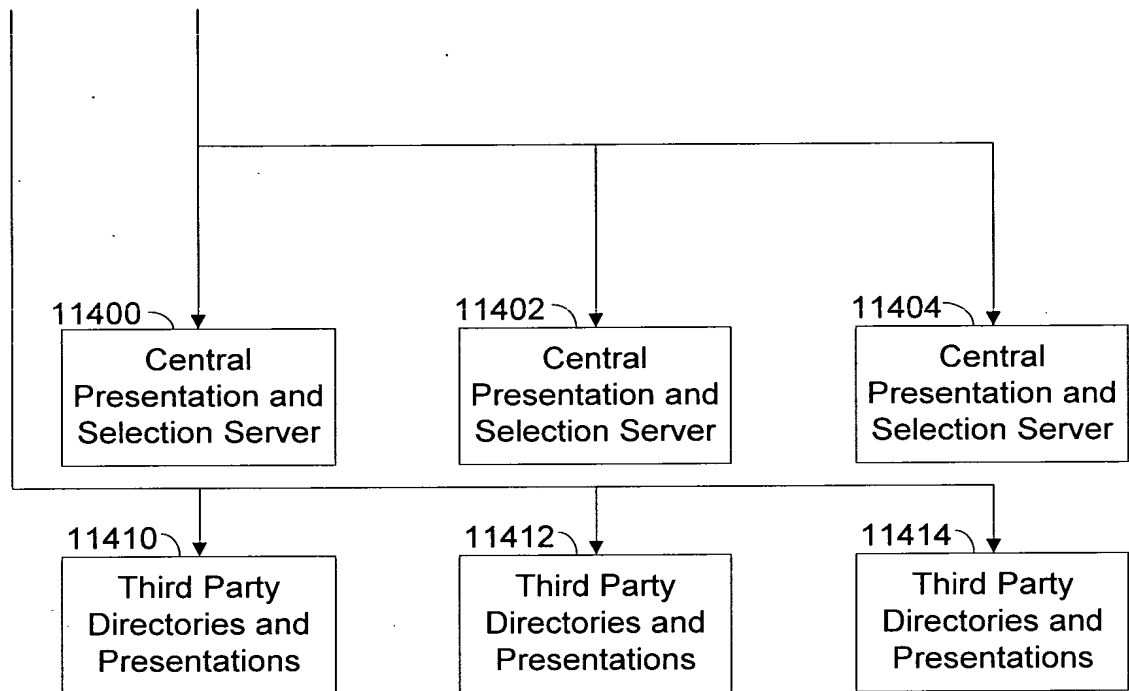 11400
Central
Presentation and
Selection Server
11402
Central
Presentation and
Selection Server
11404
Central
Presentation and
Selection Server
11410
Third Party
Directories and
Presentations
11412
Third Party
Directories and
Presentations
11414
Third Party
Directories and
Presentations